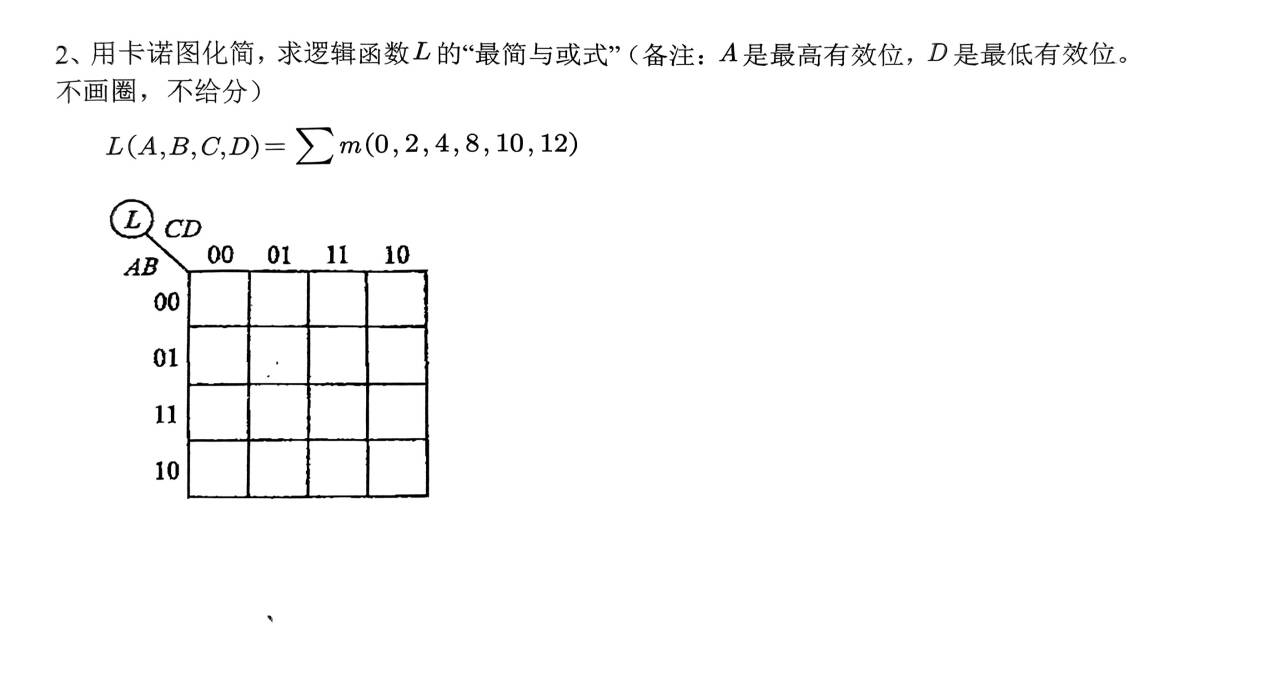 2、用卡诺图化简，求逻辑函数L的“最简与或式”（备注：A是最高有效位，D是最低有效位。
不画圈，不给分）
L(A,B,C,D)=∑m(0,2,4,8,10,12)
L CD
AB 00 01 11 10
00
01
11
10